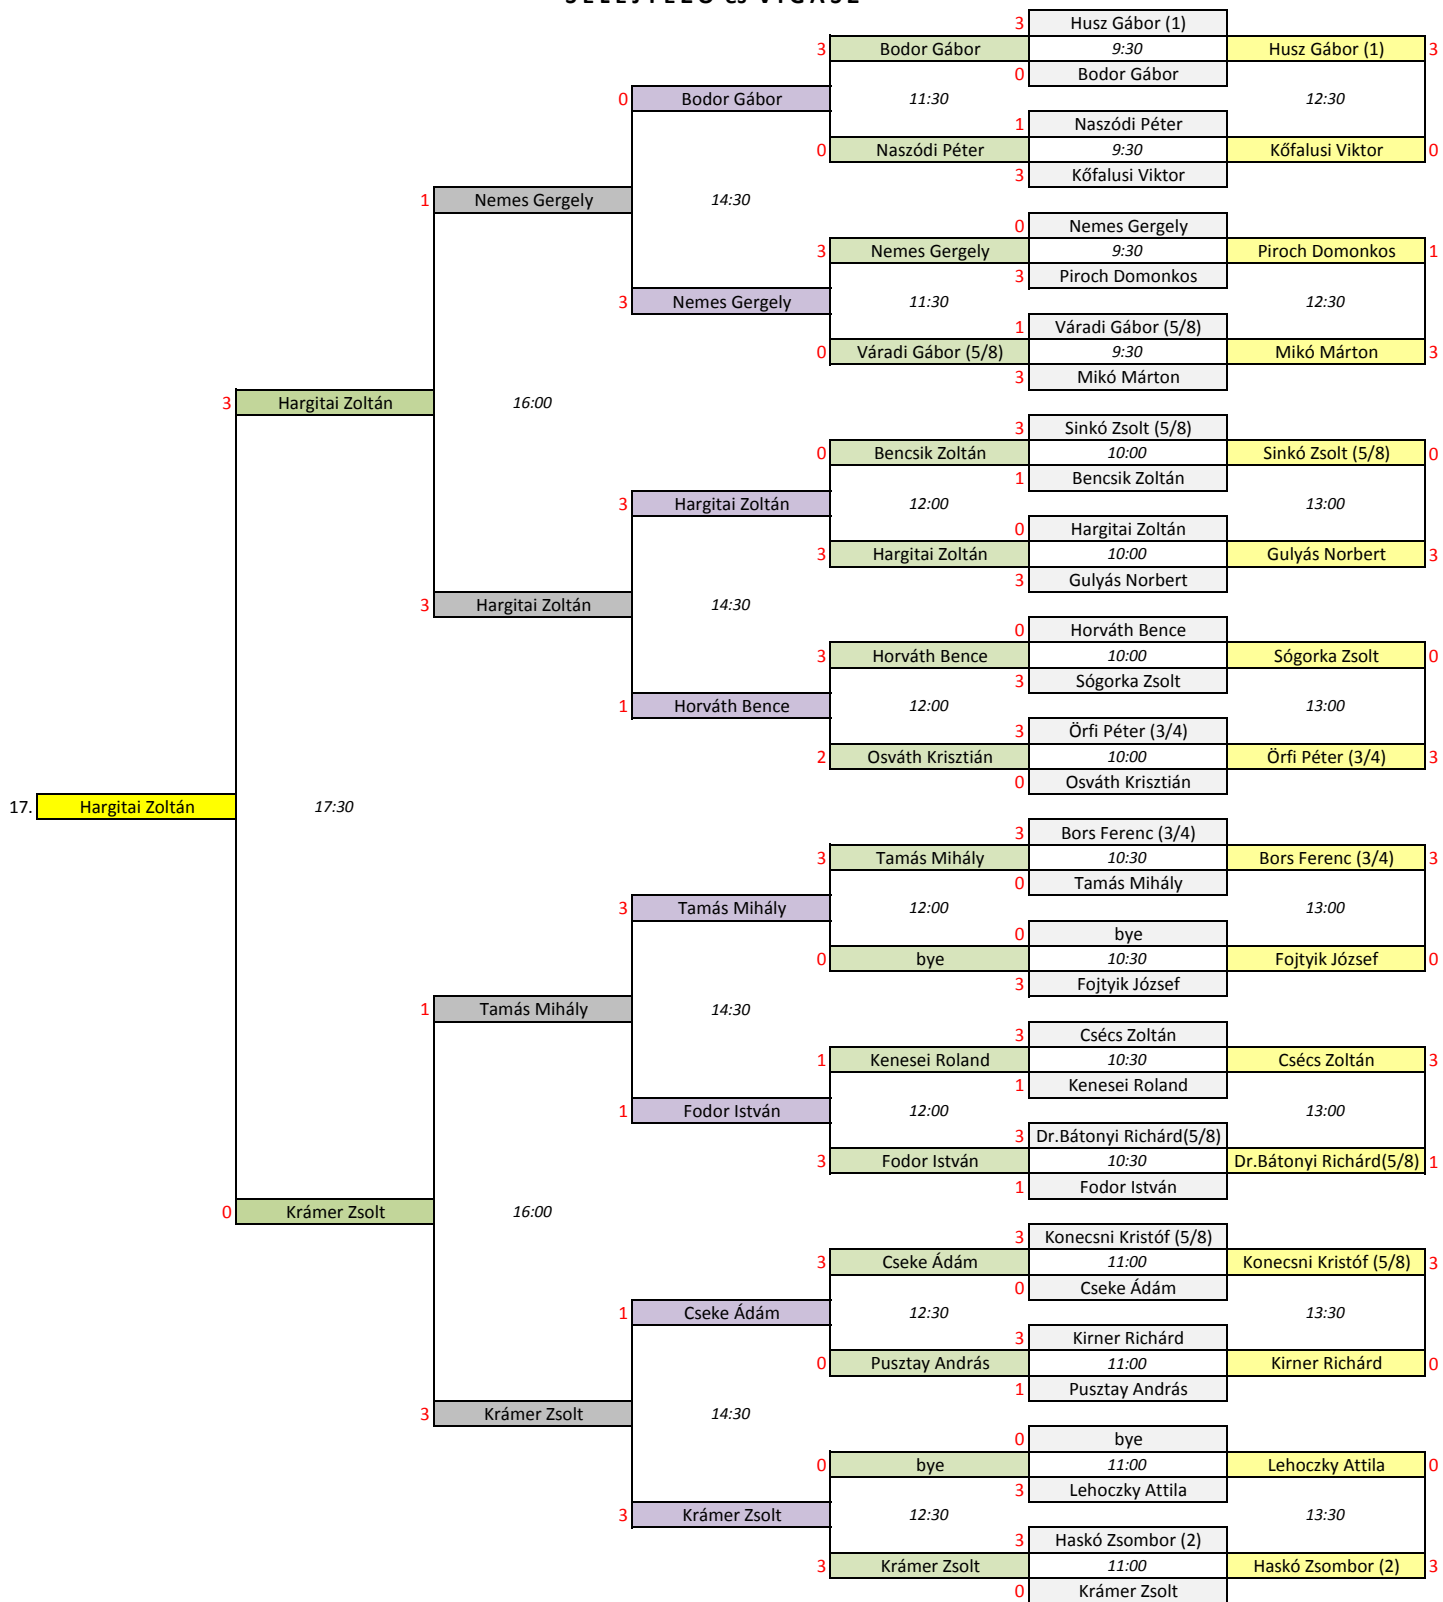 SELEJTEZŐ és VIGASZ
3 Husz Gábor (1)
3 Bodor Gábor 9:30 Husz Gábor (1) 3
0 Bodor Gábor
0 Bodor Gábor 11:30 12:30
1 Naszódi Péter
0 Naszódi Péter 9:30 Kőfalusi Viktor 0
3 Kőfalusi Viktor
1 Nemes Gergely 14:30
0 Nemes Gergely
3 Nemes Gergely 9:30 Piroch Domonkos 1
3 Piroch Domonkos
3 Nemes Gergely 11:30 12:30
1 Váradi Gábor (5/8)
0 Váradi Gábor (5/8) 9:30 Mikó Márton 3
3 Mikó Márton
3 Hargitai Zoltán 16:00
3 Sinkó Zsolt (5/8)
0 Bencsik Zoltán 10:00 Sinkó Zsolt (5/8) 0
1 Bencsik Zoltán
3 Hargitai Zoltán 12:00 13:00
0 Hargitai Zoltán
3 Hargitai Zoltán 10:00 Gulyás Norbert 3
3 Gulyás Norbert
3 Hargitai Zoltán 14:30
0 Horváth Bence
3 Horváth Bence 10:00 Sógorka Zsolt 0
3 Sógorka Zsolt
1 Horváth Bence 12:00 13:00
3 Örfi Péter (3/4)
2 Osváth Krisztián 10:00 Örfi Péter (3/4) 3
0 Osváth Krisztián
17. Hargitai Zoltán 17:30
3 Bors Ferenc (3/4)
3 Tamás Mihály 10:30 Bors Ferenc (3/4) 3
0 Tamás Mihály
3 Tamás Mihály 12:00 13:00
0 bye
0 bye 10:30 Fojtyik József 0
3 Fojtyik József
1 Tamás Mihály 14:30
3 Csécs Zoltán
1 Kenesei Roland 10:30 Csécs Zoltán 3
1 Kenesei Roland
1 Fodor István 12:00 13:00
3 Dr.Bátonyi Richárd(5/8)
3 Fodor István 10:30 Dr.Bátonyi Richárd(5/8) 1
1 Fodor István
0 Krámer Zsolt 16:00
3 Konecsni Kristóf (5/8)
3 Cseke Ádám 11:00 Konecsni Kristóf (5/8) 3
0 Cseke Ádám
1 Cseke Ádám 12:30 13:30
3 Kirner Richárd
0 Pusztay András 11:00 Kirner Richárd 0
1 Pusztay András
3 Krámer Zsolt 14:30
0 bye
0 bye 11:00 Lehoczky Attila 0
3 Lehoczky Attila
3 Krámer Zsolt 12:30 13:30
3 Haskó Zsombor (2)
3 Krámer Zsolt 11:00 Haskó Zsombor (2) 3
0 Krámer Zsolt